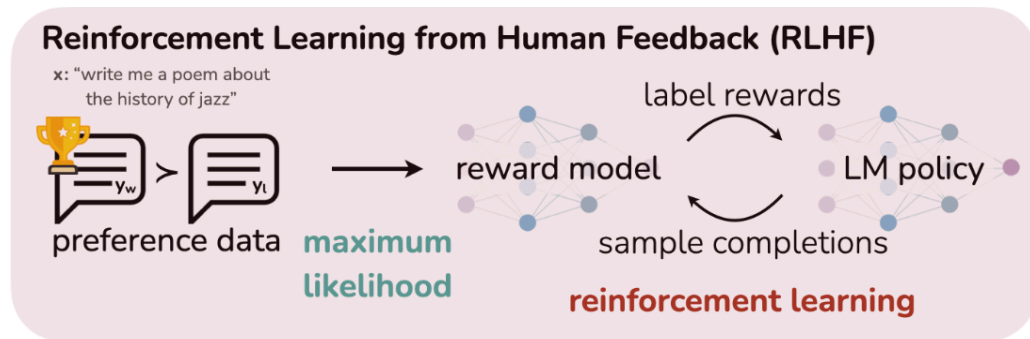 Reinforcement Learning from Human Feedback (RLHF)
x: “write me a poem about
the history of jazz”
label rewards
yw
≻
yl
reward model
LM policy
preference data
maximum
likelihood
sample completions
reinforcement learning